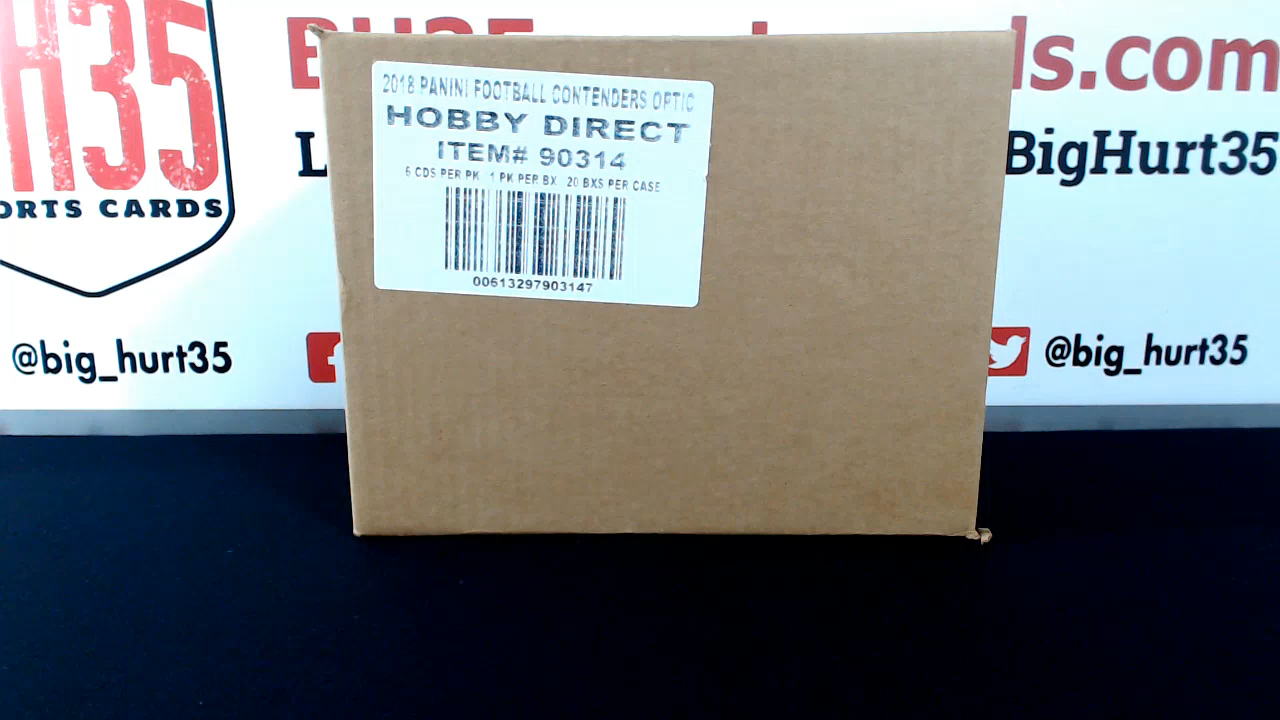 H35
ORTS CARDS
@big_hurt35
ls.com
BigHurt35
@big_hurt35
2018 PANINI FOOTBALL CONTENDERS OPTIC
HOBBY DIRECT
ITEM# 90314
6 CDS PER PK 1 PK PER BX 20 BXS PER CASE
00613297903147